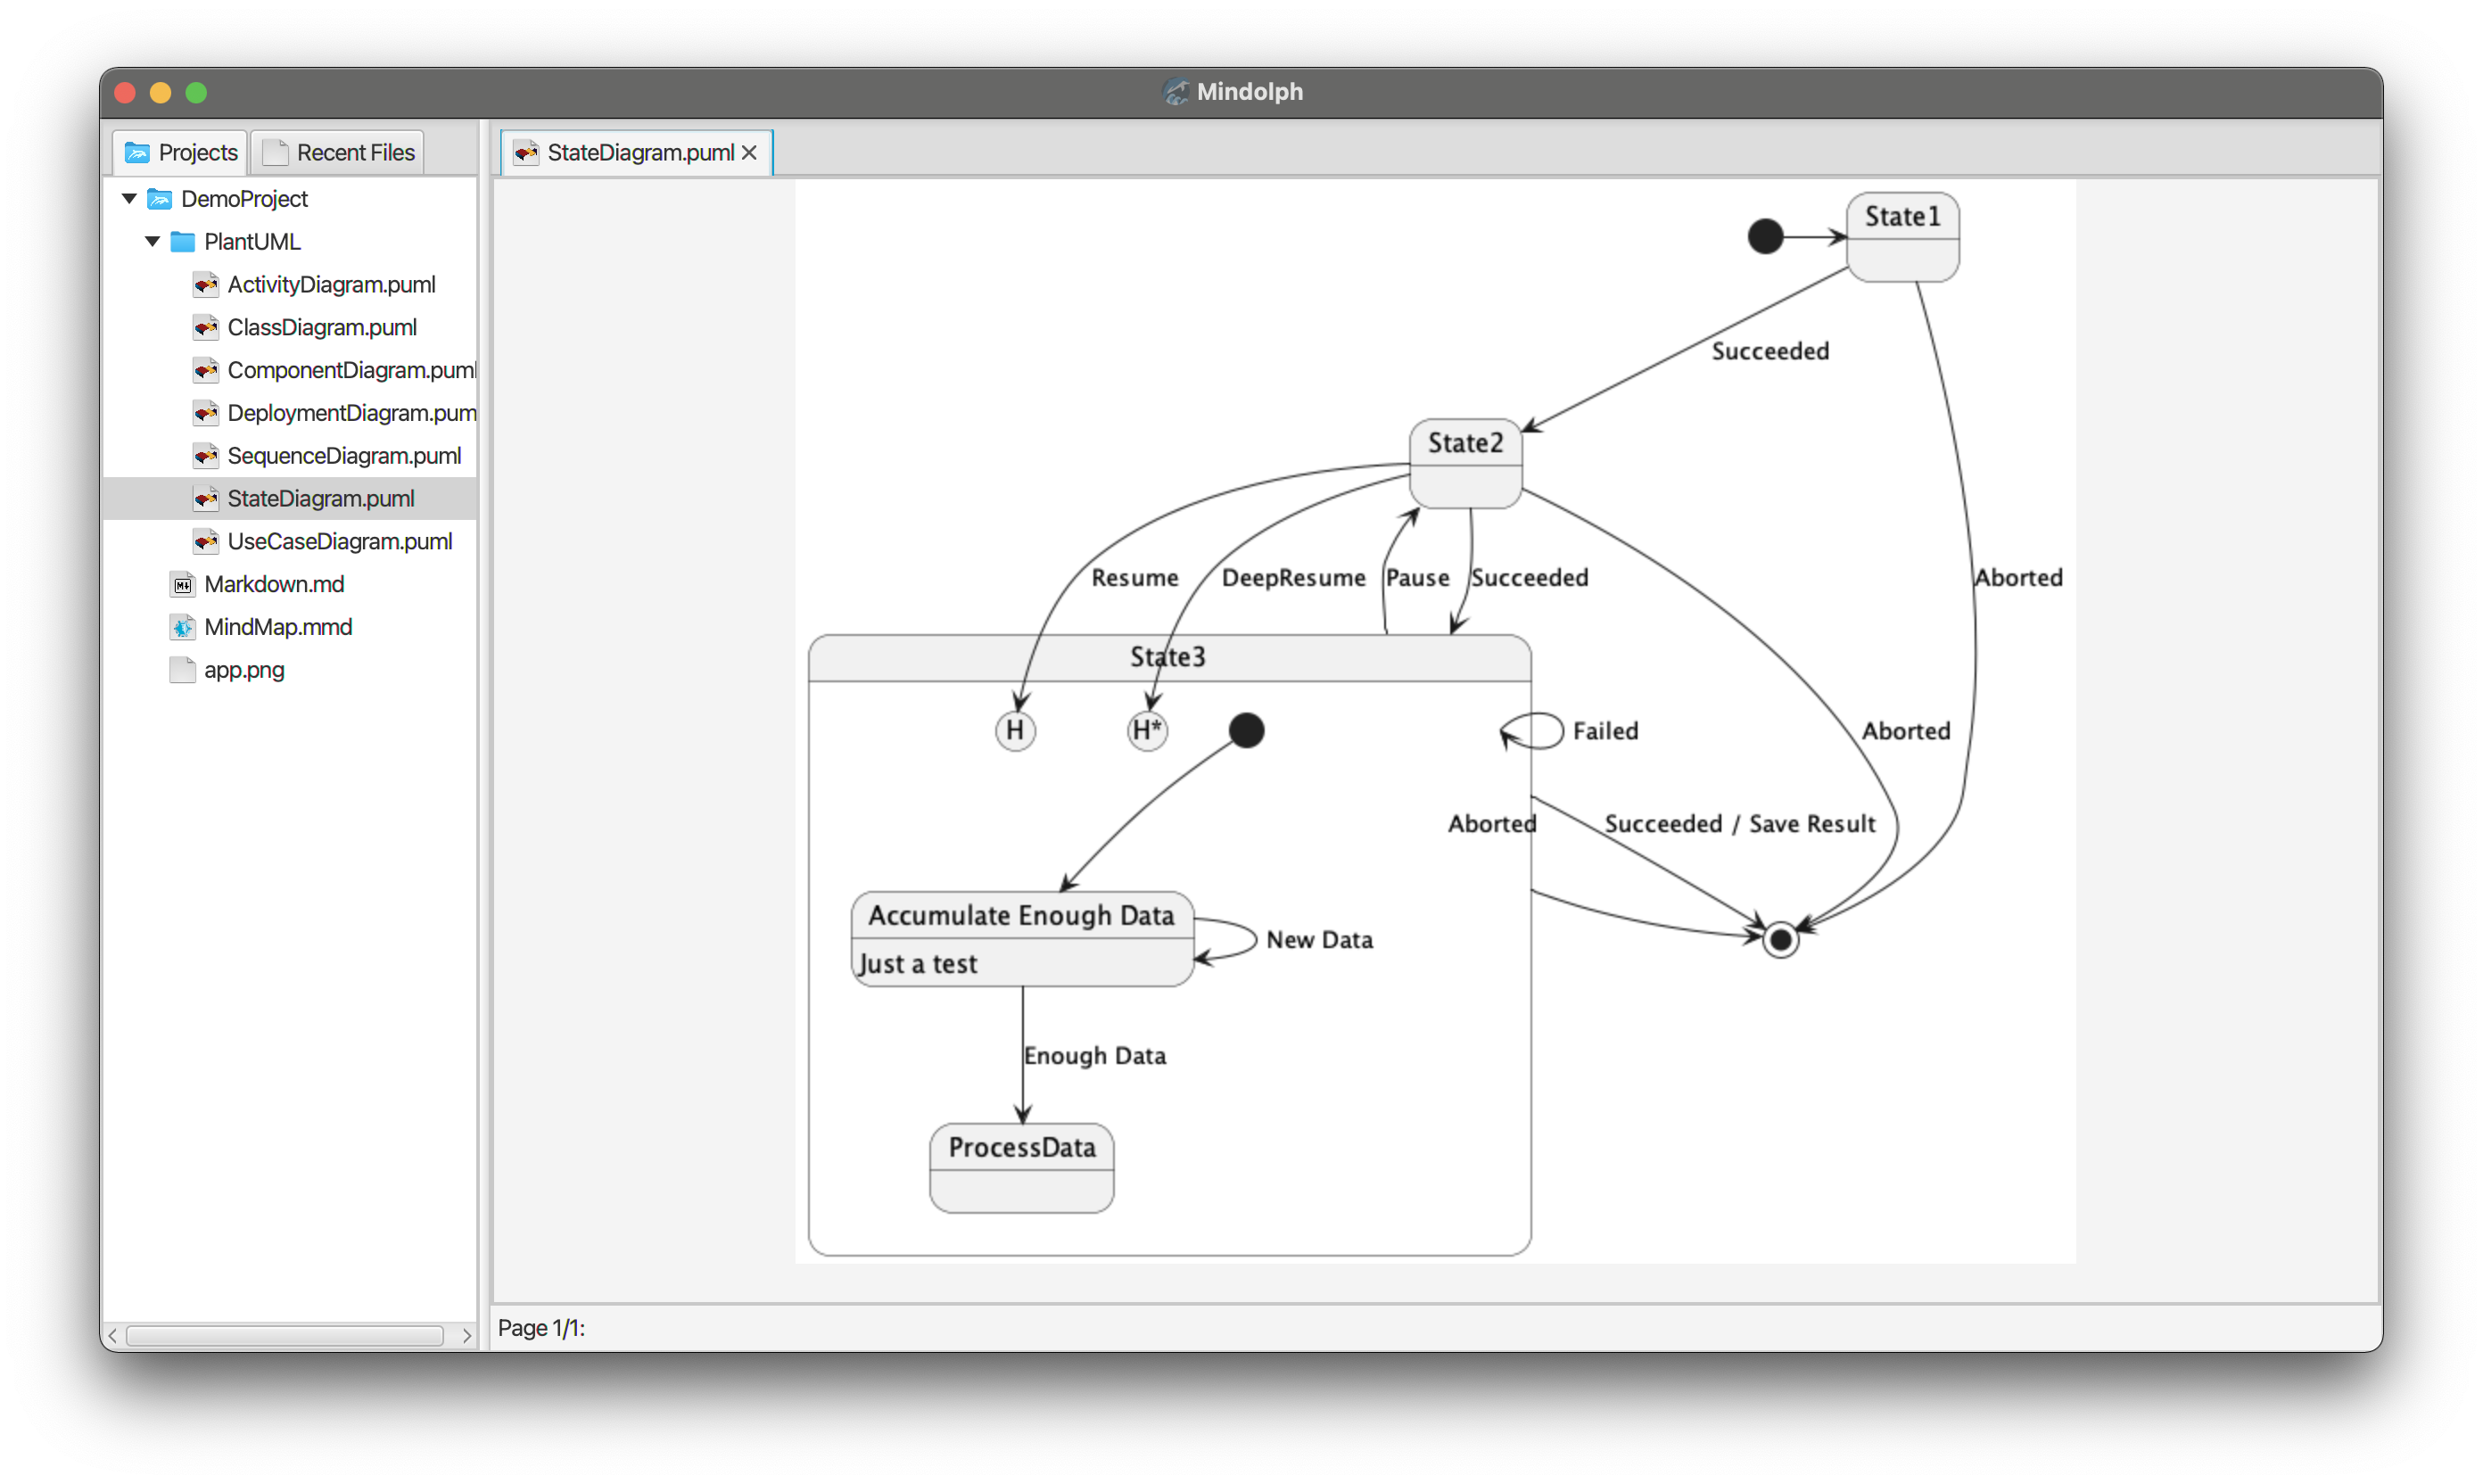 Mindolph
Projects
Recent Files
StateDiagram.puml
DemoProject
PlantUML
ActivityDiagram.puml
ClassDiagram.puml
ComponentDiagram.puml
DeploymentDiagram.pum
SequenceDiagram.puml
StateDiagram.puml
UseCaseDiagram.puml
Markdown.md
MindMap.mmd
app.png
State1
Succeeded
State2
Resume
DeepResume
Pause
Succeeded
Aborted
State3
H
H*
Failed
Aborted
Aborted
Succeeded / Save Result
Accumulate Enough Data
Just a test
New Data
Enough Data
ProcessData
Page 1/1: